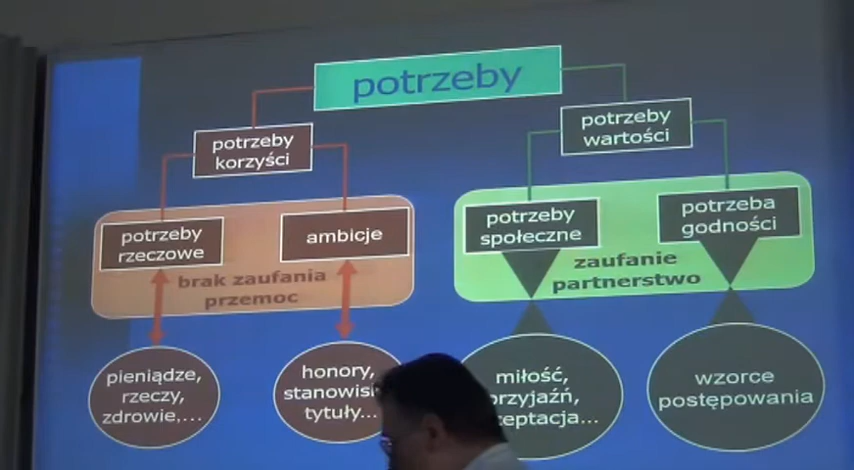 potrzeby
potrzeby
korzyści
potrzeby
wartości
potrzeby
rzeczowe
ambicje
brak zaufania
przemoc
potrzeby
społeczne
potrzeba
godności
zaufanie
partnerstwo
pieniądze,
rzeczy,
zdrowie,...
honory,
tytuły...
miłość,
wzorce
postępowania